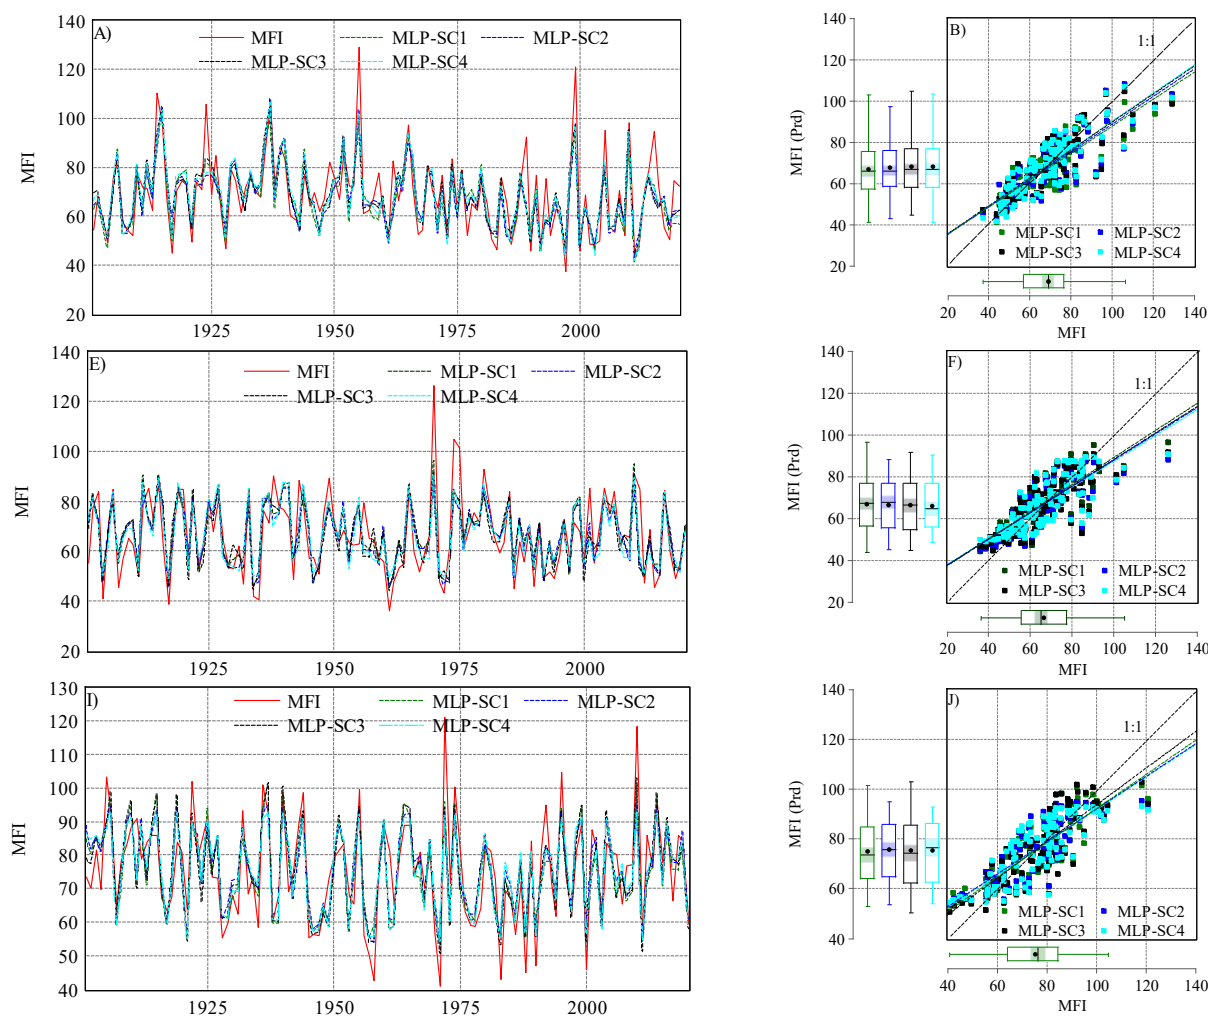 A)
MFI
MLP-SC1
MLP-SC2
MLP-SC3
MLP-SC4
MFI
140
120
100
80
60
40
20
1925
1955
1975
2000
B)
1:1
MFI (Prd)
140
120
100
80
60
40
20
MLP-SC1
MLP-SC2
MLP-SC3
MLP-SC4
20 40 60 80 100 120 140
MFI
E)
MFI
MLP-SC1
MLP-SC2
MLP-SC3
MLP-SC4
MFI
140
120
100
80
60
40
20
1925
1955
1975
2000
F)
1:1
MFI (Prd)
140
120
100
80
60
40
20
MLP-SC1
MLP-SC2
MLP-SC3
MLP-SC4
20 40 60 80 100 120 140
MFI
I)
MFI
MLP-SC1
MLP-SC2
MLP-SC3
MLP-SC4
MFI
130
120
110
100
90
80
70
60
50
40
1925
1955
1975
2000
J)
1:1
MFI (Prd)
140
120
100
80
60
40
MLP-SC1
MLP-SC2
MLP-SC3
MLP-SC4
40 60 80 100 120 140
MFI